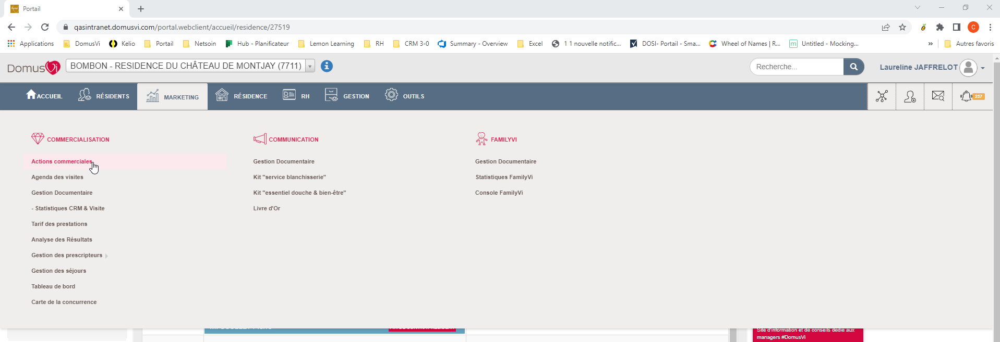 Portail
qasintranet.domusvi.com/portal.webclient/accueil/residence/27519
C
Applications DomusVi Kelio Portail Netsoin Hub - Planificateur Lemon Learning RH CRM 3-0 Summary - Overview Excel 1 1 nouvelle notific... DOSI- Portail - Sma... Wheel of Names | R... m Untitled - Mocking... » Autres favoris
DomusVi BOMBON - RESIDENCE DU CHÂTEAU DE MONTJAY (7711) i Recherche... Laureline JAFFRELOT
ACCUEIL RÉSIDENTS MARKETING RÉSIDENCE RH GESTION OUTILS 237
COMMERCIALISATION
Actions commerciales
Agenda des visites
Gestion Documentaire
- Statistiques CRM & Visite
Tarif des prestations
Analyse des Résultats
Gestion des prescripteurs
Gestion des séjours
Tableau de bord
Carte de la concurrence
COMMUNICATION
Gestion Documentaire
Kit "service blanchisserie"
Kit "essentiel douche & bien-être"
Livre d'Or
FAMILYVI
Gestion Documentaire
Statistiques FamilyVi
Console FamilyVi
Site d'information et de conseils dédié aux
managers #DomusVi